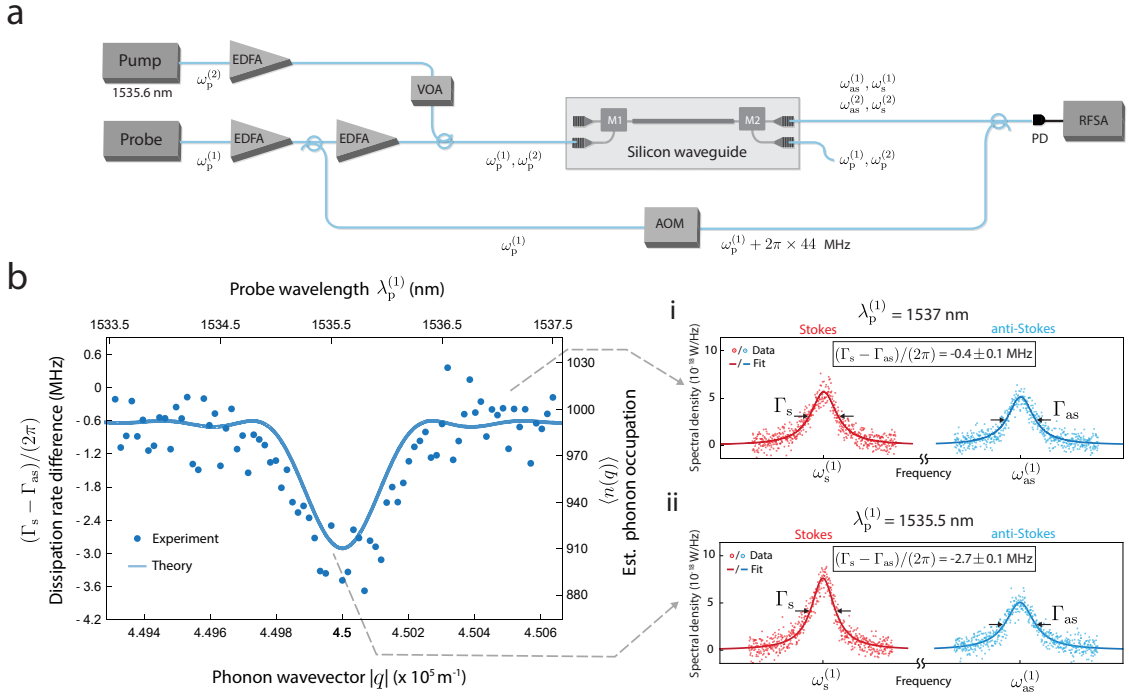 a
Pump
1535.6 nm
ω_p^(2)
EDFA
VOA
Probe
ω_p^(1)
EDFA
EDFA
ω_p^(1), ω_p^(2)
M1
M2
Silicon waveguide
ω_as^(1), ω_s^(1)
ω_as^(2), ω_s^(2)
ω_p^(1), ω_p^(2)
PD
RFSA
ω_p^(1)
AOM
ω_p^(1) + 2π × 44 MHz
b
Probe wavelength λ_p^(1) (nm)
1533.5 1534.5 1535.5 1536.5 1537.5
(Γ_s − Γ_as)/(2π)
Dissipation rate difference (MHz)
0.6
0
- 0.6
-1.2
- 1.8
- 2.4
-3.0
- 3.6
- 4.2
Experiment
Theory
1030
1000
970
940
910
880
⟨n(q)⟩
Est. phonon occupation
4.494 4.496 4.498 4.5 4.502 4.504 4.506
Phonon wavevector |q| (x 10⁵ m⁻¹)
i
λ_p^(1) = 1537 nm
Stokes
anti-Stokes
(Γ_s − Γ_as)/(2π) = -0.4 ± 0.1 MHz
/ Data
/ Fit
Spectral density (10⁻¹⁸ W/Hz)
10
5
0
Γ_s
Γ_as
ω_s^(1)
Frequency
ω_as^(1)
ii
λ_p^(1) = 1535.5 nm
Stokes
anti-Stokes
(Γ_s − Γ_as)/(2π) = -2.7 ± 0.1 MHz
/ Data
/ Fit
Spectral density (10⁻¹⁸ W/Hz)
10
5
0
Γ_s
Γ_as
ω_s^(1)
Frequency
ω_as^(1)